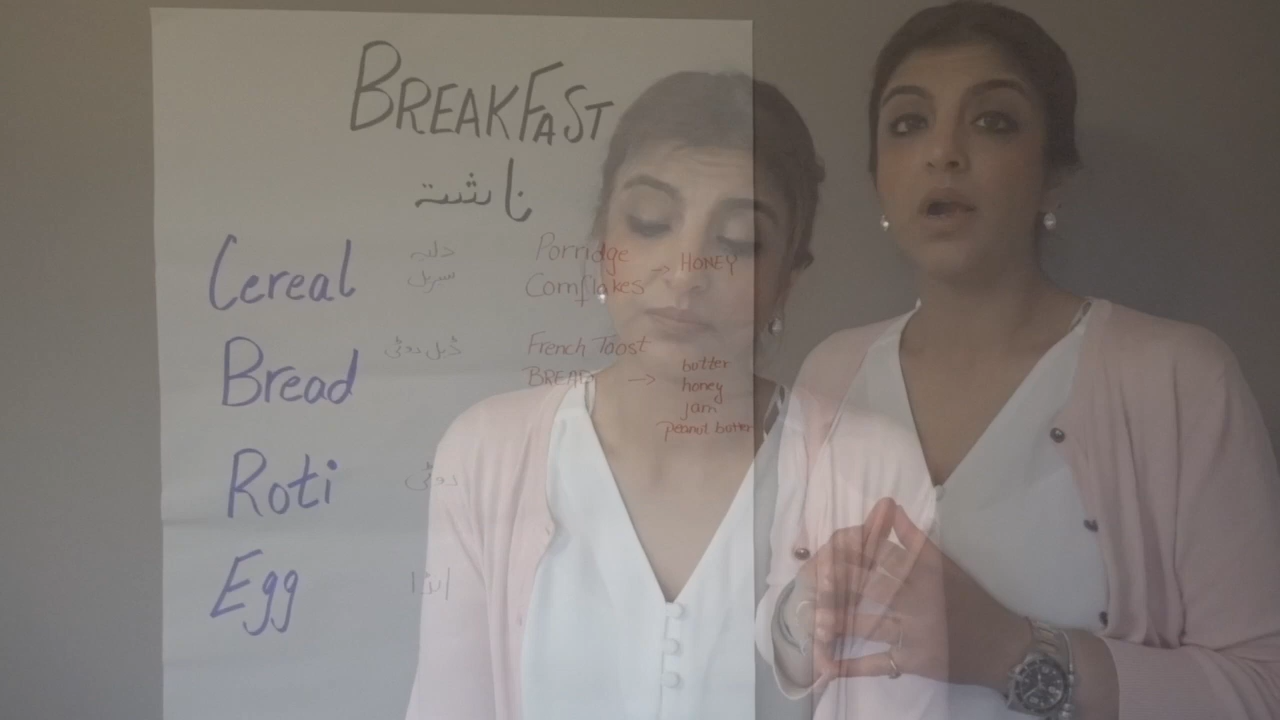 BREAKFAST
ناشتہ
Cereal دلیہ Porridge
سریل Cornflakes → HONEY
Bread ڈبل روٹی French Toast
BREAD → butter
honey
jam
peanut butter
Roti روٹی
Egg انڈا